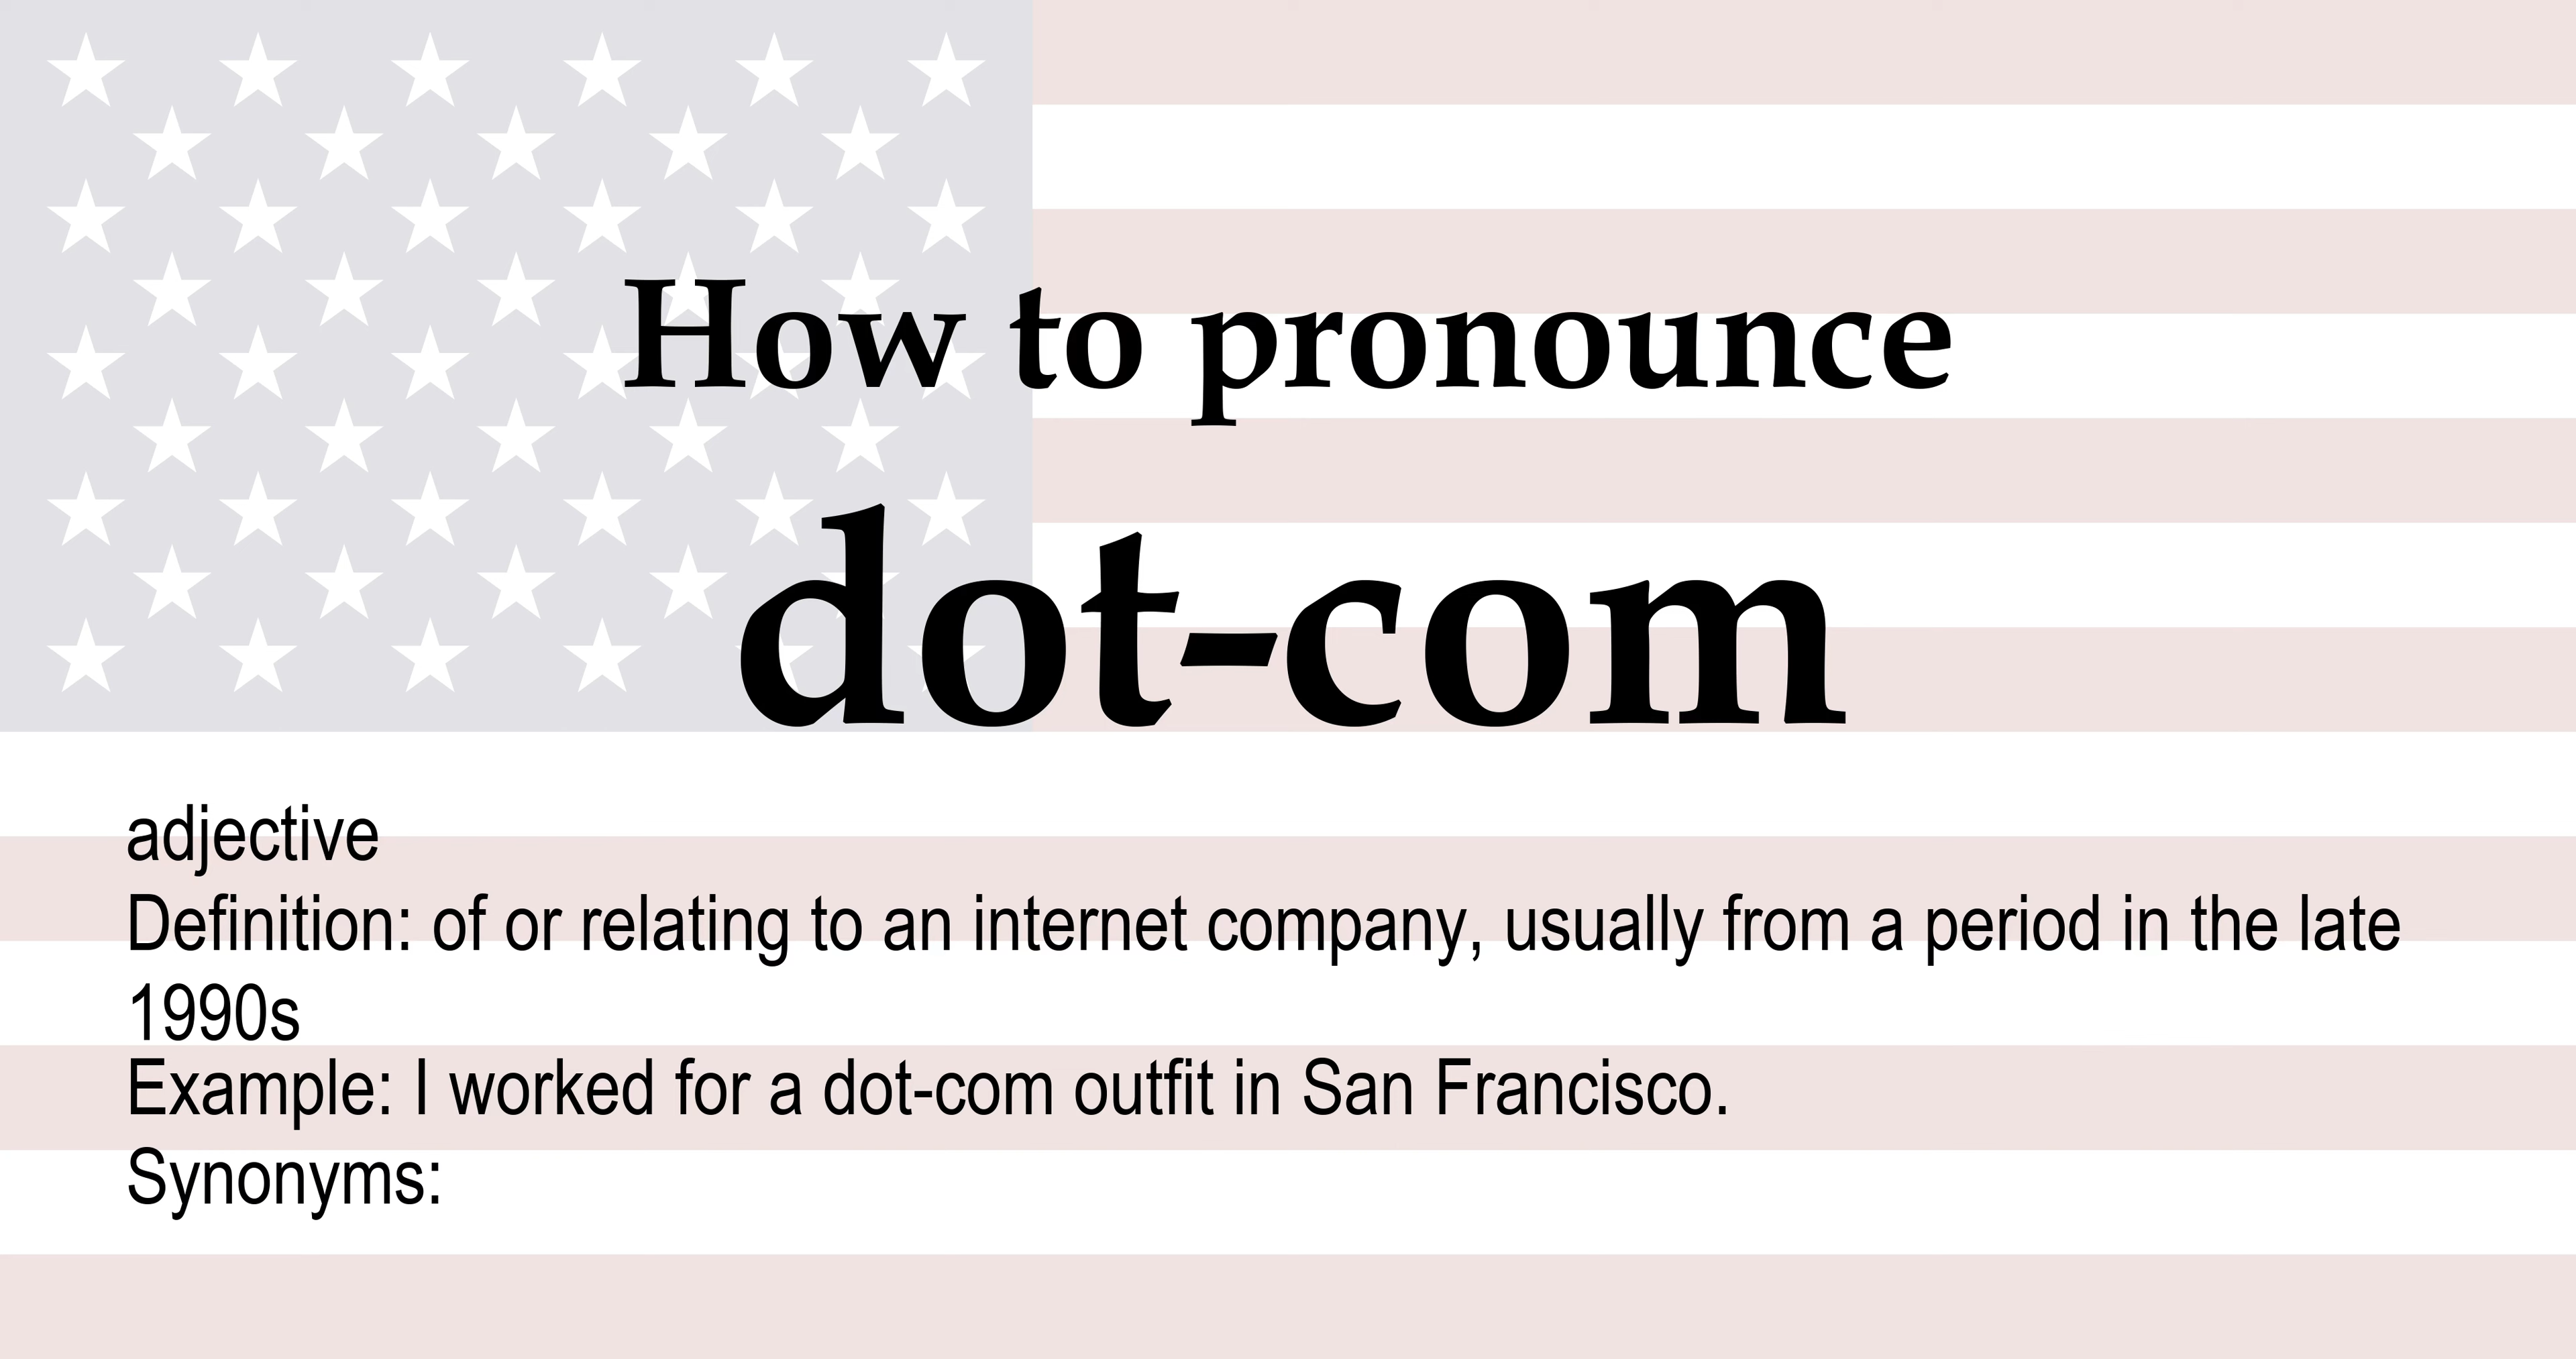 How to pronounce
dot-com
adjective
Definition: of or relating to an internet company, usually from a period in the late
1990s
Example: I worked for a dot-com outfit in San Francisco.
Synonyms: